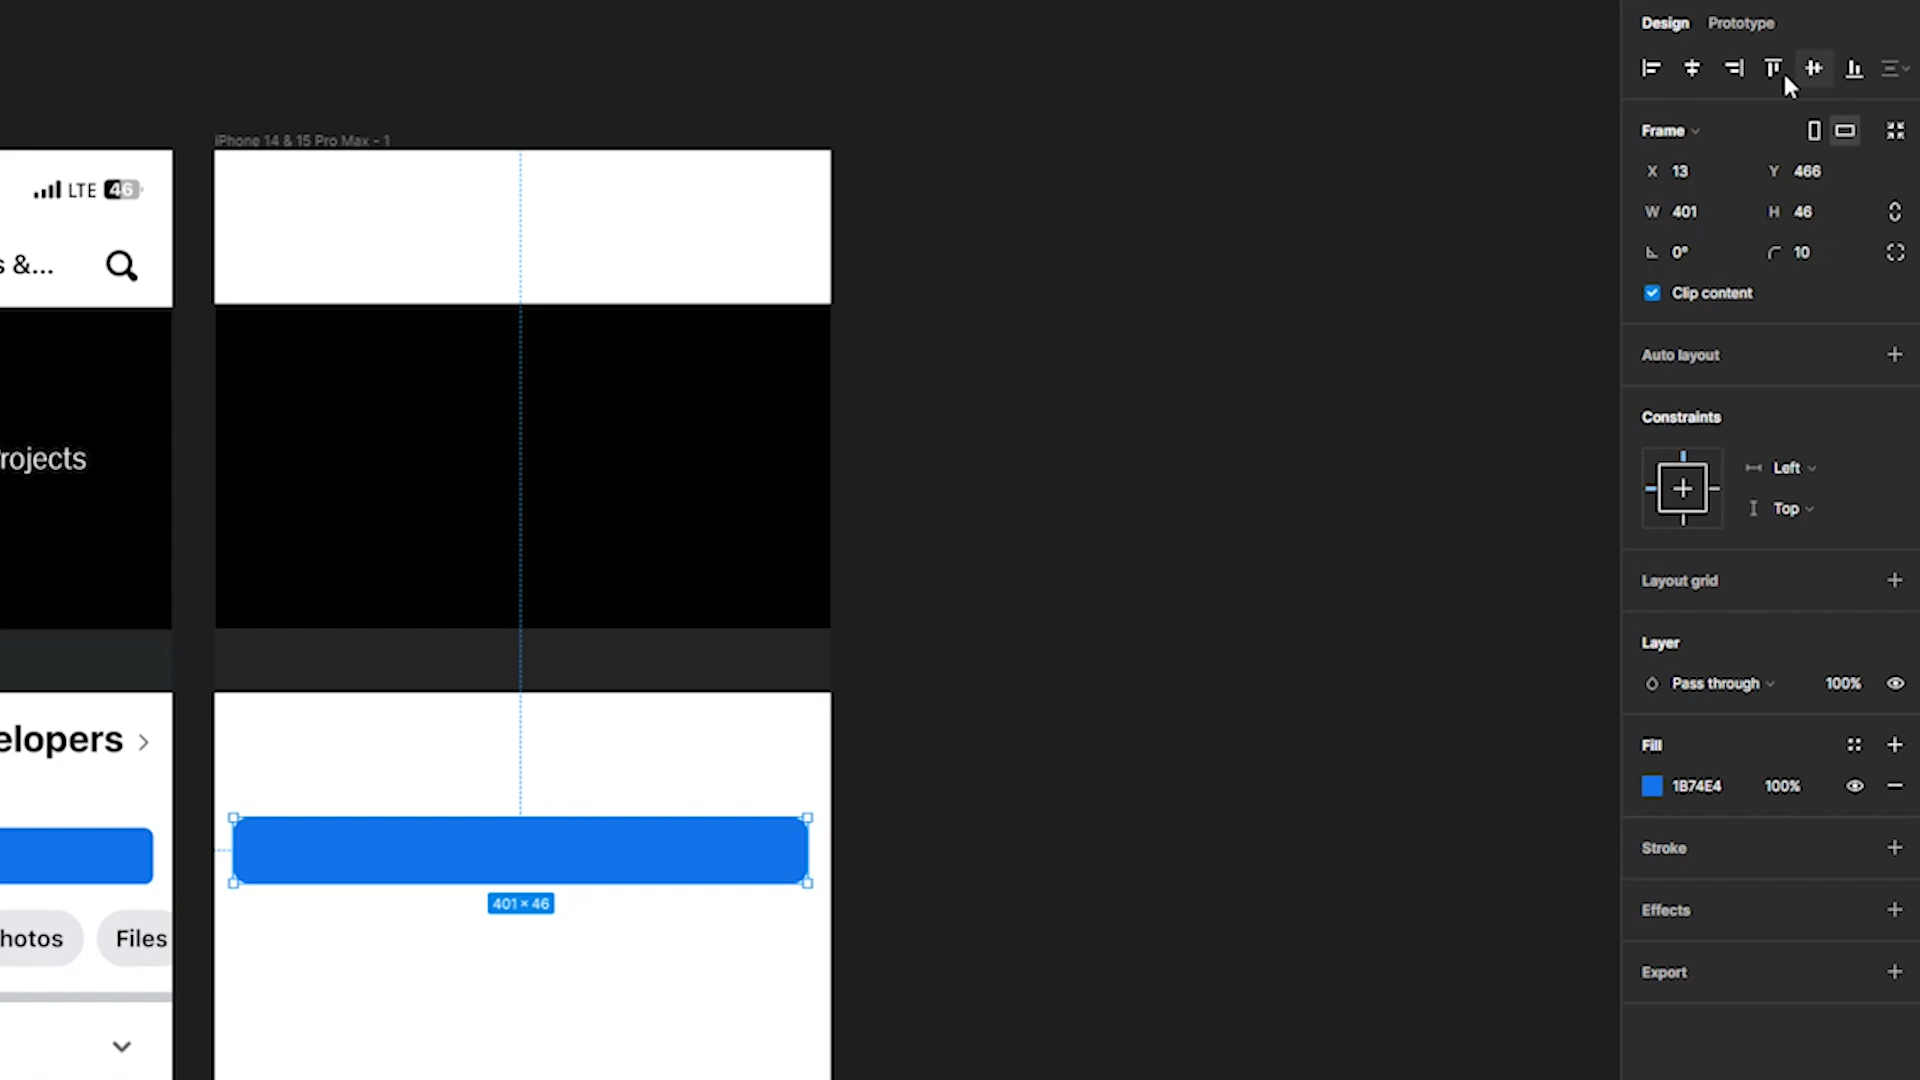 Design Prototype
iPhone 14 & 15 Pro Max - 1
Frame
LTE 46
X 13 Y 466
W 401 H 46
s &...
0° 10
Clip content
Auto layout
Constraints
rojects
Left
Top
Layout grid
Layer
Pass through 100%
elopers
Fill
1B74E4 100%
Stroke
401 × 46
Effects
hotos Files
Export